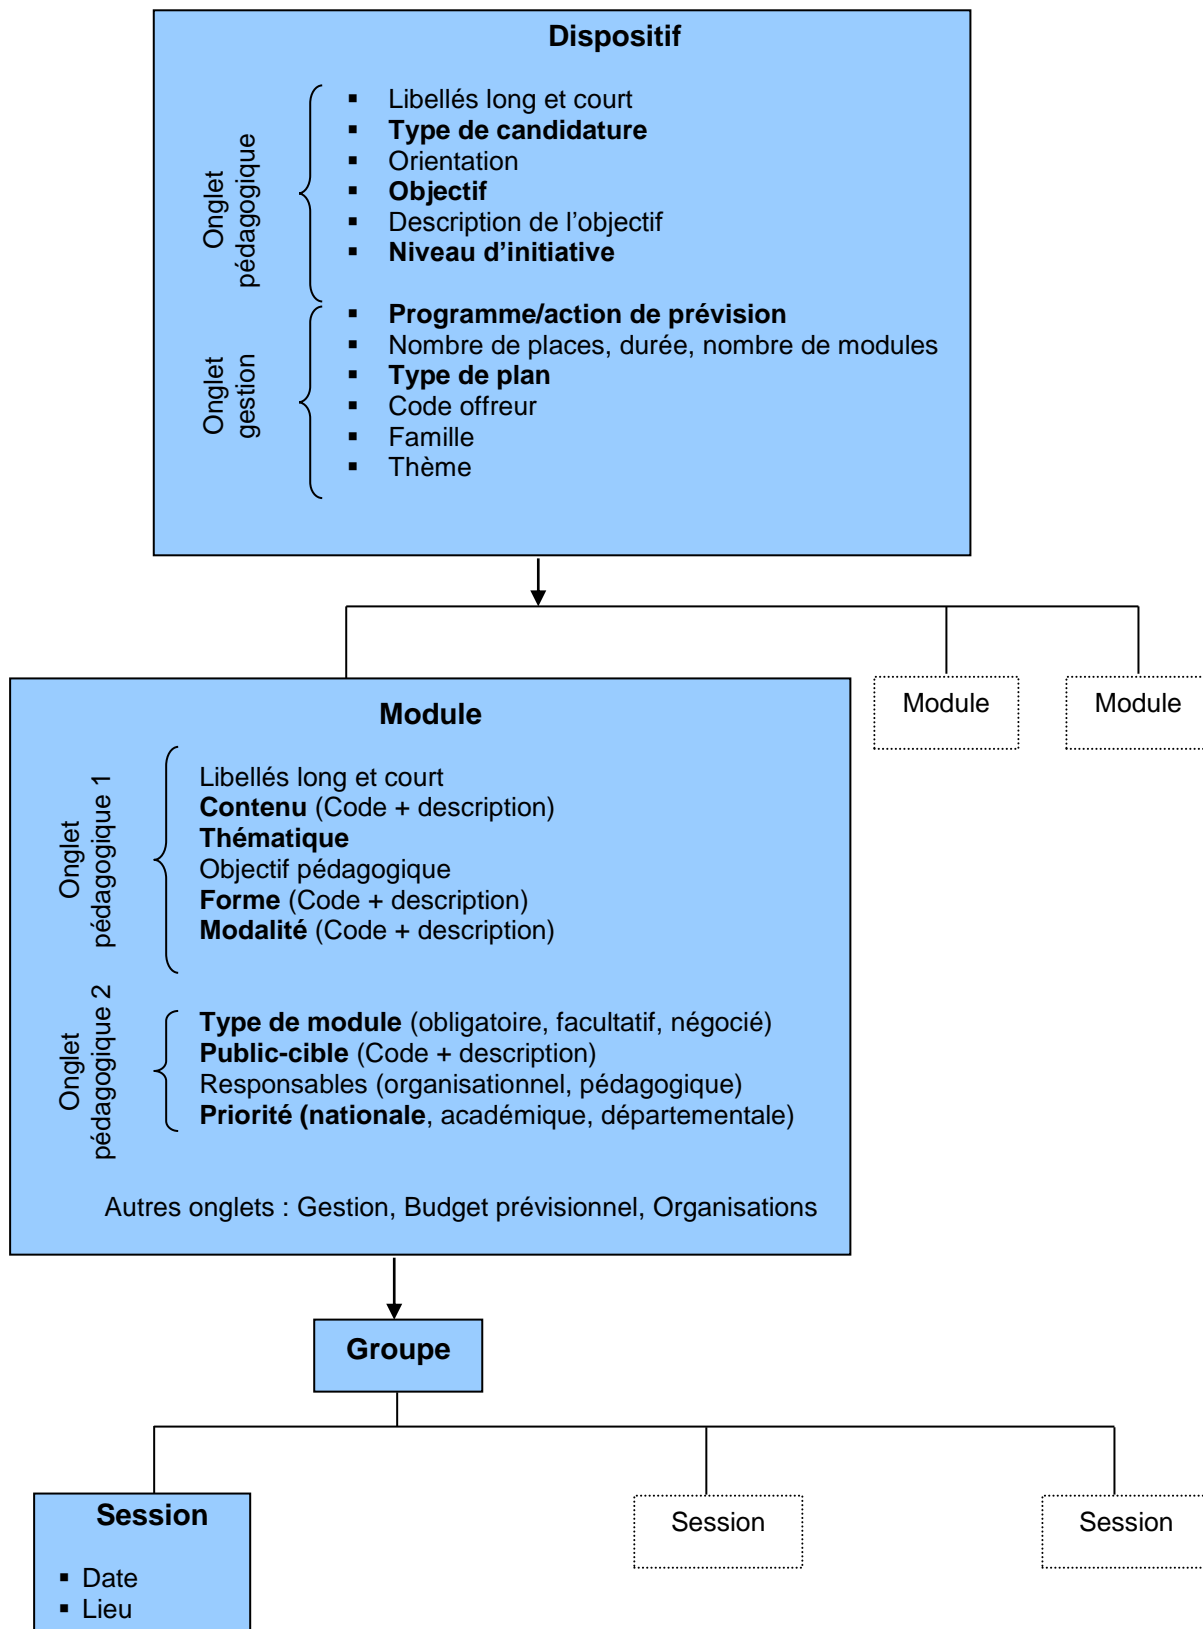 Dispositif
Onglet
pédagogique
▪ Libellés long et court
▪ Type de candidature
▪ Orientation
▪ Objectif
▪ Description de l’objectif
▪ Niveau d’initiative
Onglet
gestion
▪ Programme/action de prévision
▪ Nombre de places, durée, nombre de modules
▪ Type de plan
▪ Code offreur
▪ Famille
▪ Thème
Module
Module
Module
Onglet
pédagogique 1
Libellés long et court
Contenu (Code + description)
Thématique
Objectif pédagogique
Forme (Code + description)
Modalité (Code + description)
Onglet
pédagogique 2
Type de module (obligatoire, facultatif, négocié)
Public-cible (Code + description)
Responsables (organisationnel, pédagogique)
Priorité (nationale, académique, départementale)
Autres onglets : Gestion, Budget prévisionnel, Organisations
Groupe
Session
▪ Date
▪ Lieu
Session
Session